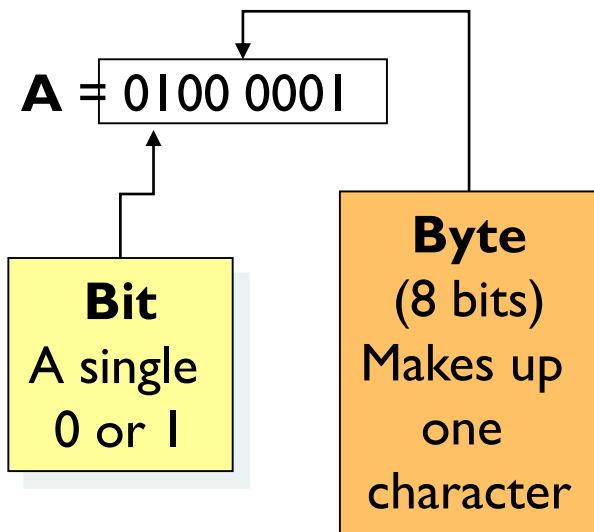 A = 0100 0001
Bit
A single
0 or 1
Byte
(8 bits)
Makes up
one
character